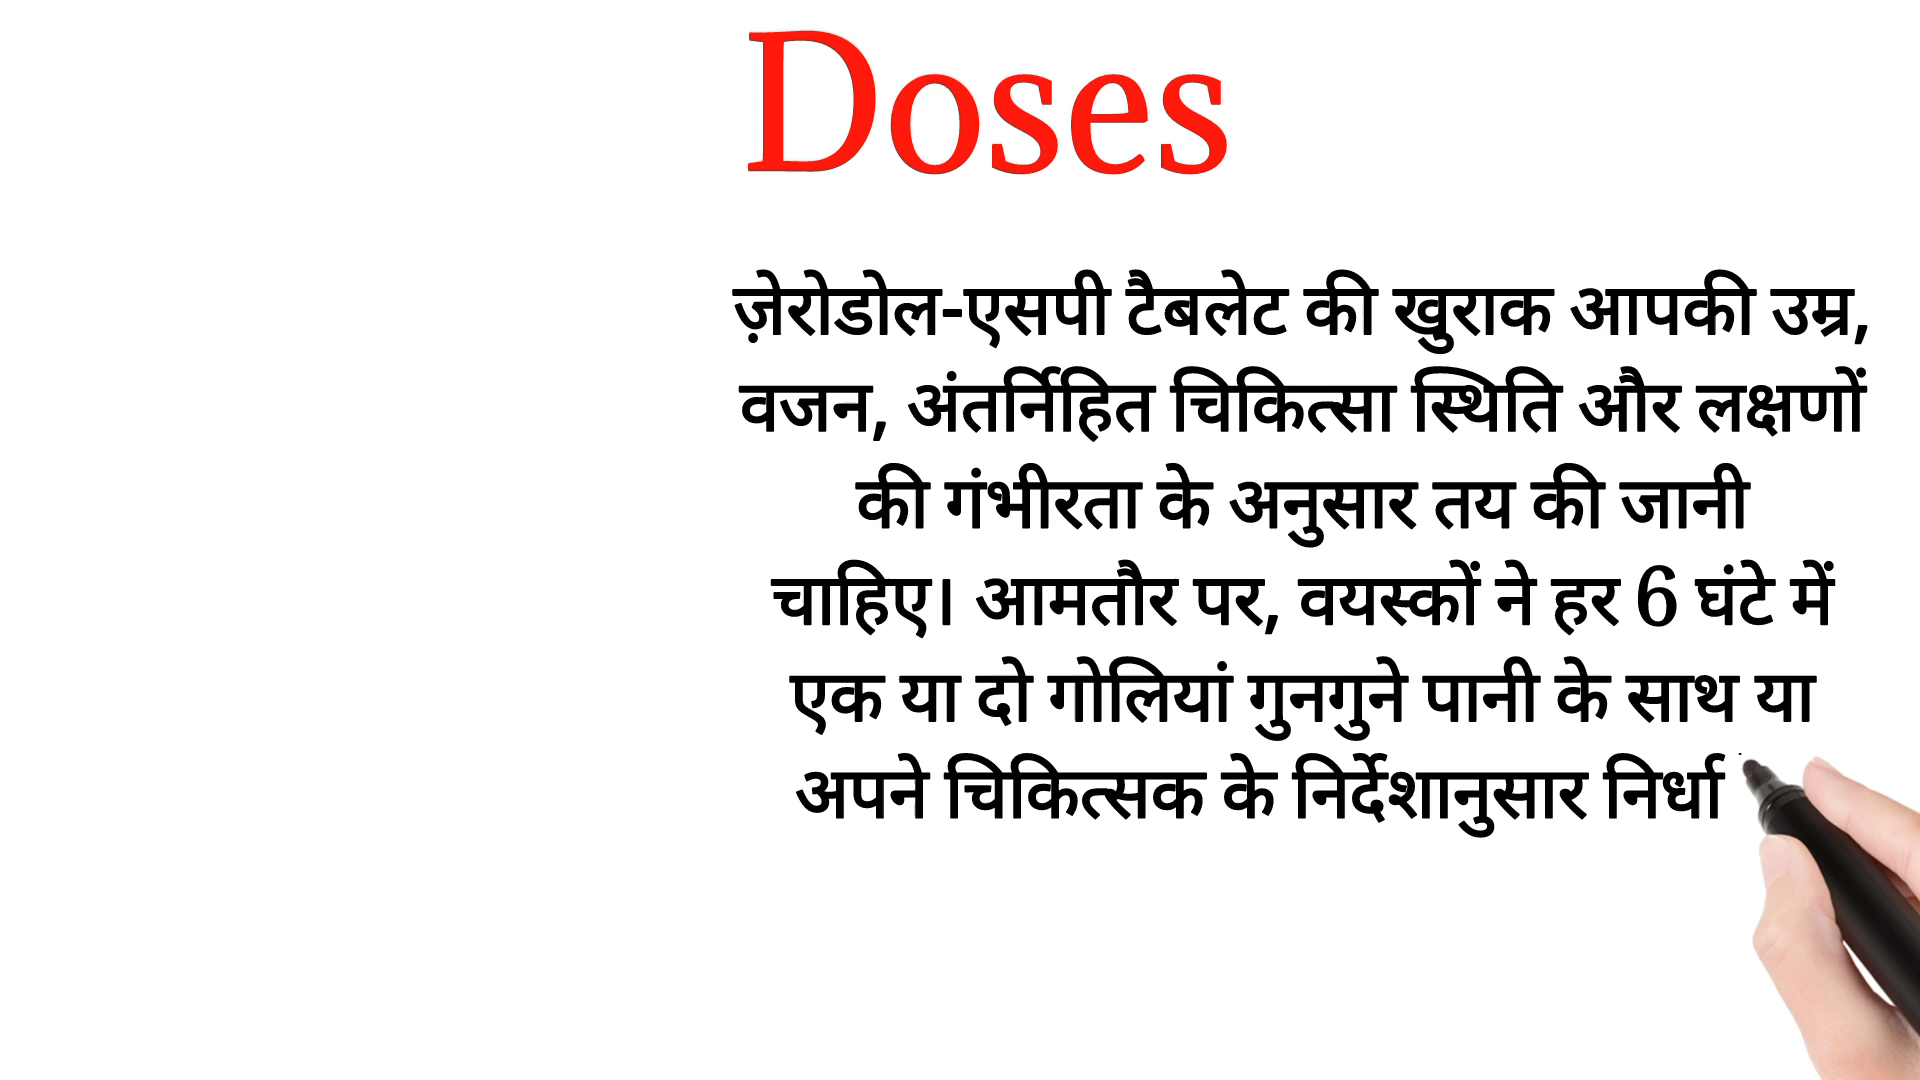 Doses
ज़ेरोडोल-एसपी टैबलेट की खुराक आपकी उम्र,
वजन, अंतर्निहित चिकित्सा स्थिति और लक्षणों
की गंभीरता के अनुसार तय की जानी
चाहिए। आमतौर पर, वयस्कों ने हर 6 घंटे में
एक या दो गोलियां गुनगुने पानी के साथ या
अपने चिकित्सक के निर्देशानुसार निर्धा